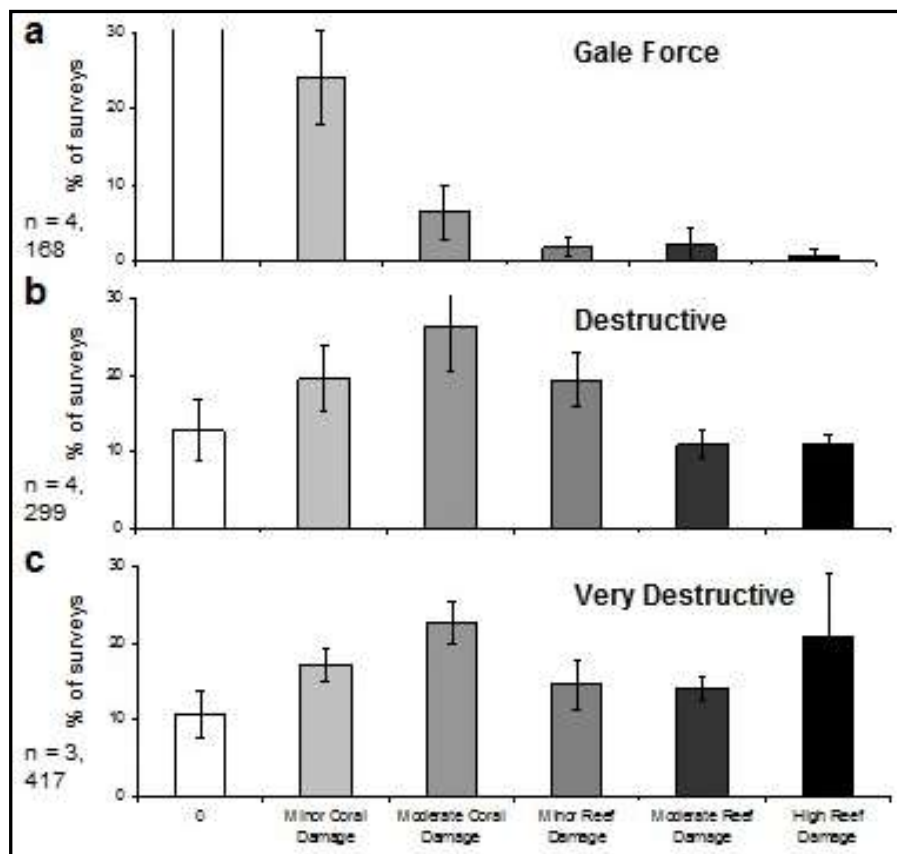 a
Gale Force
% of surveys
30
20
10
0
n = 4,
168
b
Destructive
% of surveys
30
20
10
0
n = 4,
299
c
Very Destructive
% of surveys
30
20
10
0
n = 3,
417
0 Minor Coral Moderate Coral Minor Reef Moderate Reef High Reef
Damage Damage Damage Damage Damage